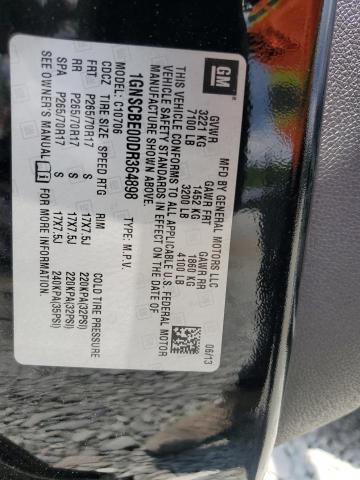 GM
MFD BY GENERAL MOTORS LLC
06/13
GVWR GAWR FRT GAWR RR
3221 KG 1452 KG 1860 KG
7100 LB 3200 LB 4100 LB
THIS VEHICLE CONFORMS TO ALL APPLICABLE U.S. FEDERAL MOTOR
VEHICLE SAFETY STANDARDS IN EFFECT ON THE DATE OF
MANUFACTURE SHOWN ABOVE.
1GNSCBE00DR364898 TYPE: M.P.V.
MODEL: C10706
CDCZ TIRE SIZE SPEED RTG RIM COLD TIRE PRESSURE
FRT P265/70R17 S 17X7.5J 220KPA(32PSI)
RR P265/70R17 S 17X7.5J 220KPA(32PSI)
SPA P265/70R17 S 17X7.5J 240KPA(35PSI)
SEE OWNER'S MANUAL